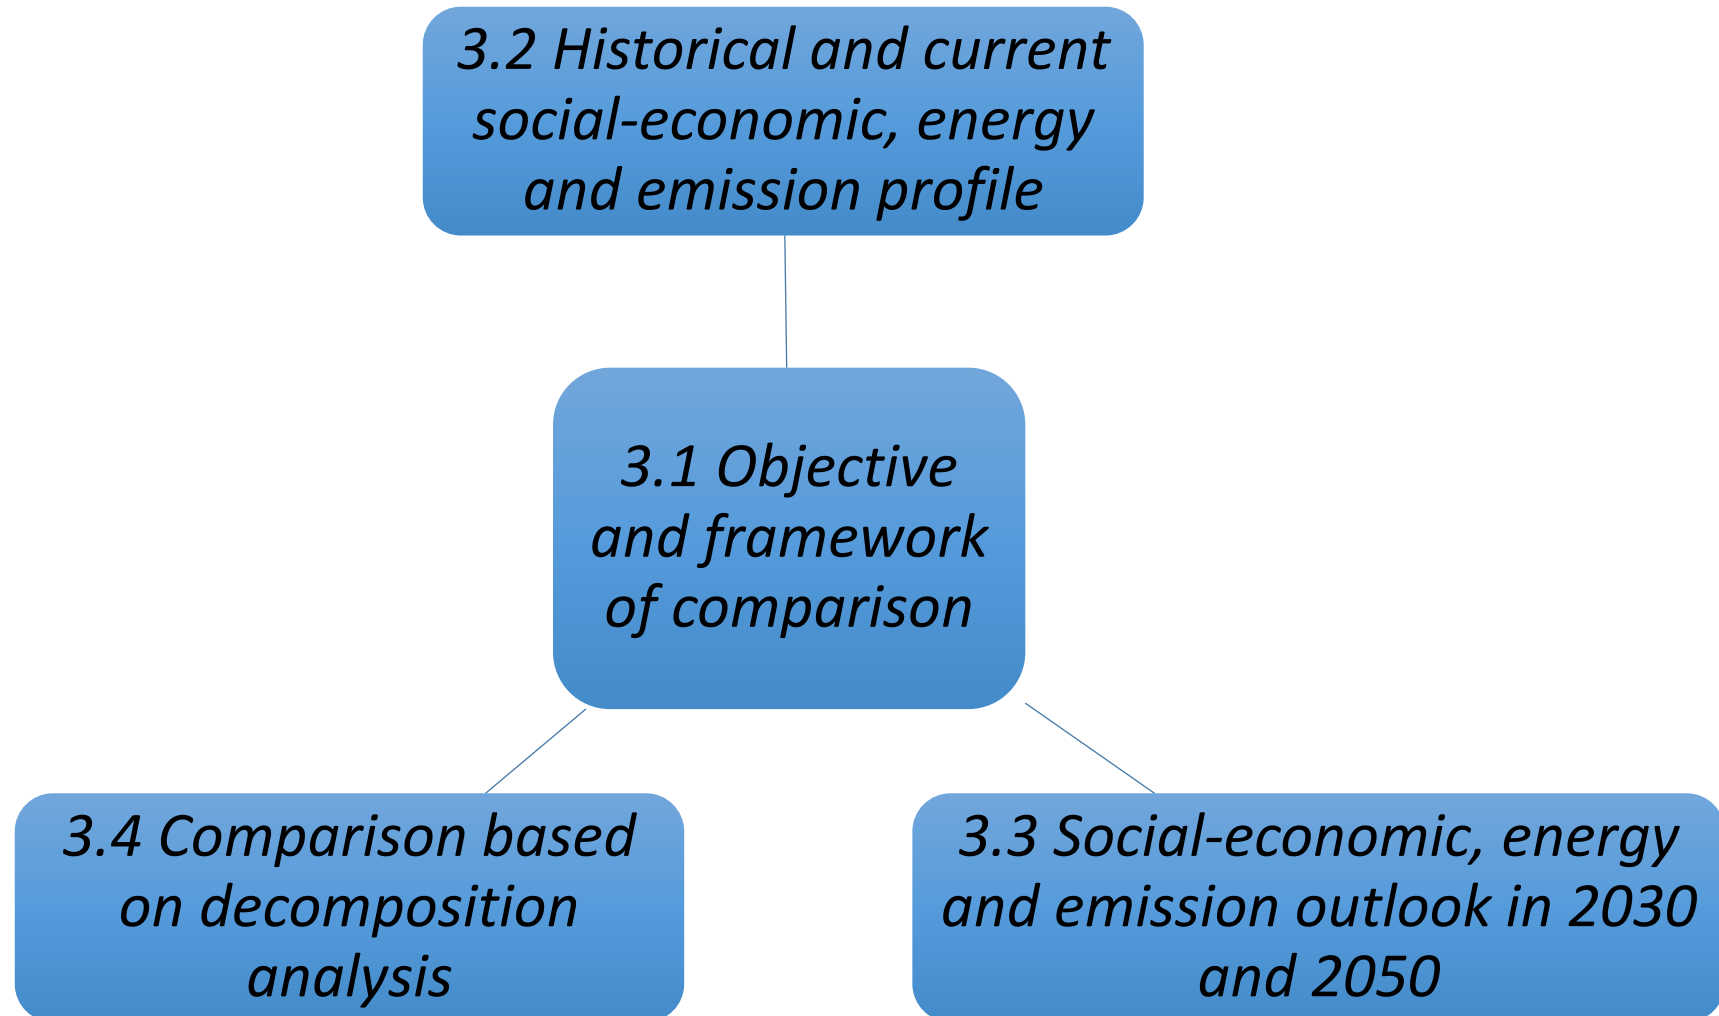 3.2 Historical and current
social-economic, energy
and emission profile
3.1 Objective
and framework
of comparison
3.4 Comparison based
on decomposition
analysis
3.3 Social-economic, energy
and emission outlook in 2030
and 2050